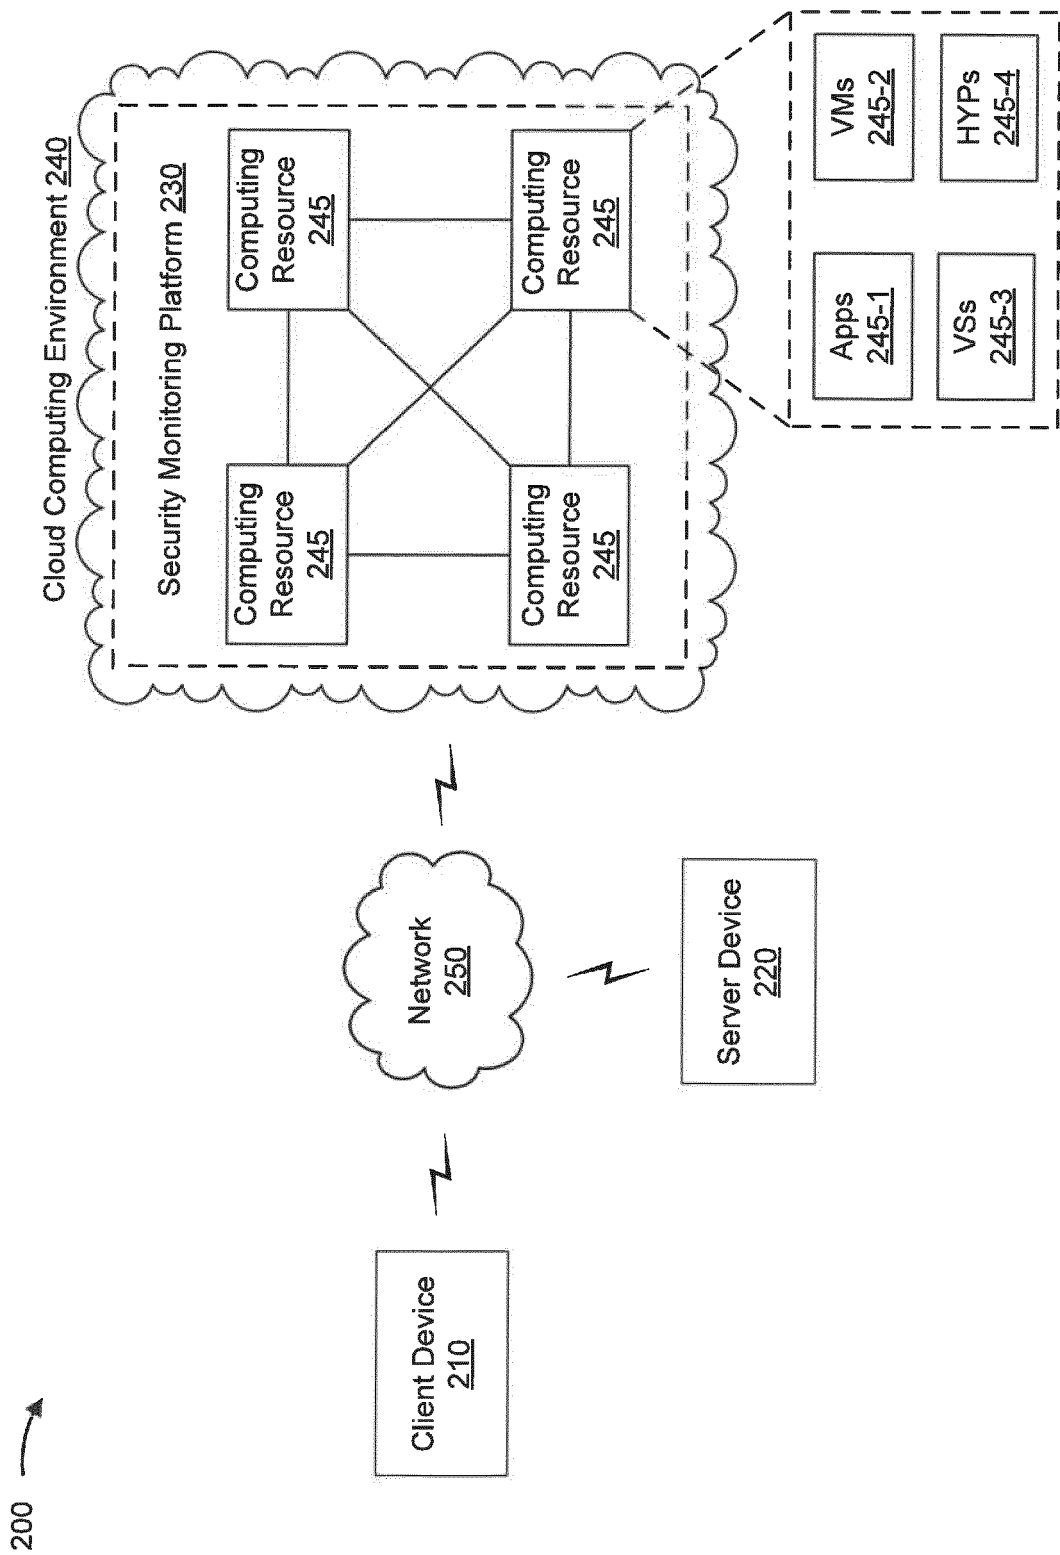 200
Cloud Computing Environment 240
Security Monitoring Platform 230
Computing
Resource
245
Computing
Resource
245
Computing
Resource
245
Computing
Resource
245
Client Device
210
Network
250
Server Device
220
Apps
245-1
VMs
245-2
VSs
245-3
HYPs
245-4